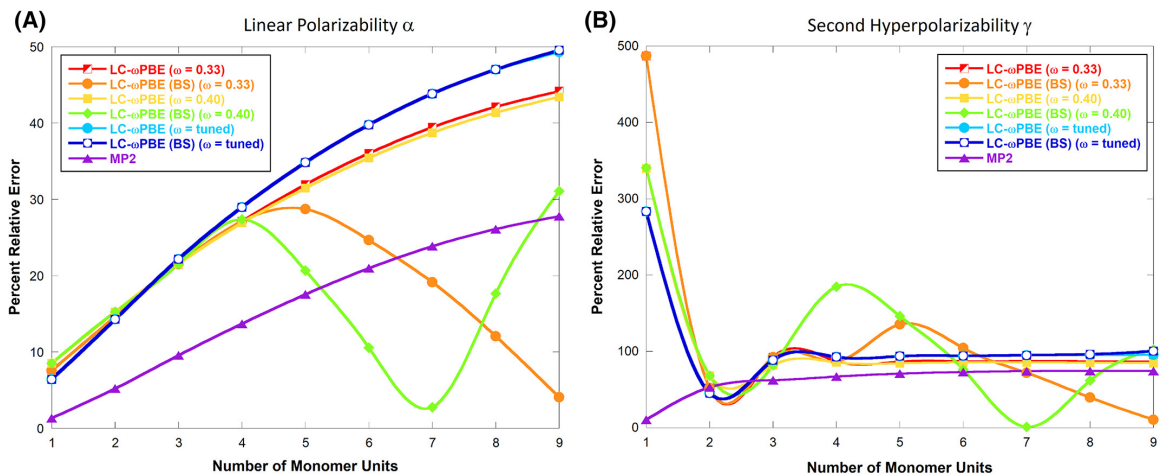 (A)
Linear Polarizability α
Percent Relative Error
50
40
30
20
10
0
LC-ωPBE (ω = 0.33)
LC-ωPBE (BS) (ω = 0.33)
LC-ωPBE (ω = 0.40)
LC-ωPBE (BS) (ω = 0.40)
LC-ωPBE (ω = tuned)
LC-ωPBE (BS) (ω = tuned)
MP2
1 2 3 4 5 6 7 8 9
Number of Monomer Units
(B)
Second Hyperpolarizability γ
Percent Relative Error
500
400
300
200
100
0
LC-ωPBE (ω = 0.33)
LC-ωPBE (BS) (ω = 0.33)
LC-ωPBE (ω = 0.40)
LC-ωPBE (BS) (ω = 0.40)
LC-ωPBE (ω = tuned)
LC-ωPBE (BS) (ω = tuned)
MP2
1 2 3 4 5 6 7 8 9
Number of Monomer Units